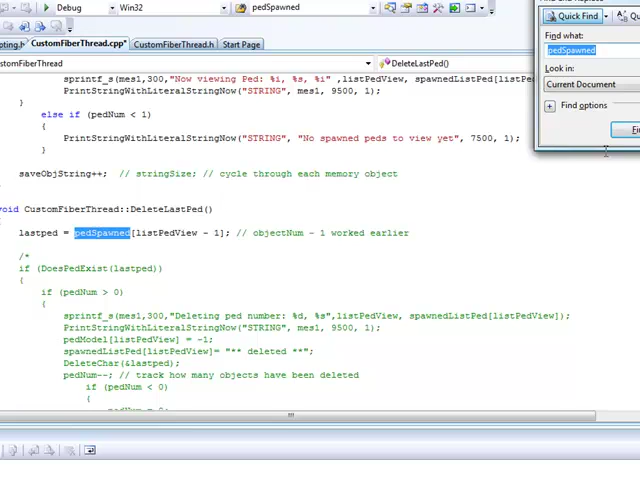 Debug Win32 pedSpawned
CustomFiberThread.cpp* CustomFiberThread.h Start Page
Quick Find
Find what:
pedSpawned
Look in:
Current Document
Find options
DeleteLastPed()
sprintf_s(mes1,300,"Now viewing Ped: %i, %s, %i" ,listPedView, spawnedListPed[listPedV
PrintStringWithLiteralStringNow("STRING", mes1, 9500, 1);
}
else if (pedNum < 1)
{
PrintStringWithLiteralStringNow("STRING", "No spawned peds to view yet", 7500, 1);
}
saveObjString++; // stringSize; // cycle through each memory object
void CustomFiberThread::DeleteLastPed()
lastped = pedSpawned[listPedView - 1]; // objectNum - 1 worked earlier
/*
if (DoesPedExist(lastped))
{
if (pedNum > 0)
{
sprintf_s(mes1,300,"Deleting ped number: %d, %s",listPedView, spawnedListPed[listPedView]);
PrintStringWithLiteralStringNow("STRING", mes1, 9500, 1);
pedModel[listPedView] = -1;
spawnedListPed[listPedView]= "** deleted **";
DeleteChar(&lastped);
pedNum--; // track how many objects have been deleted
if (pedNum < 0)
{